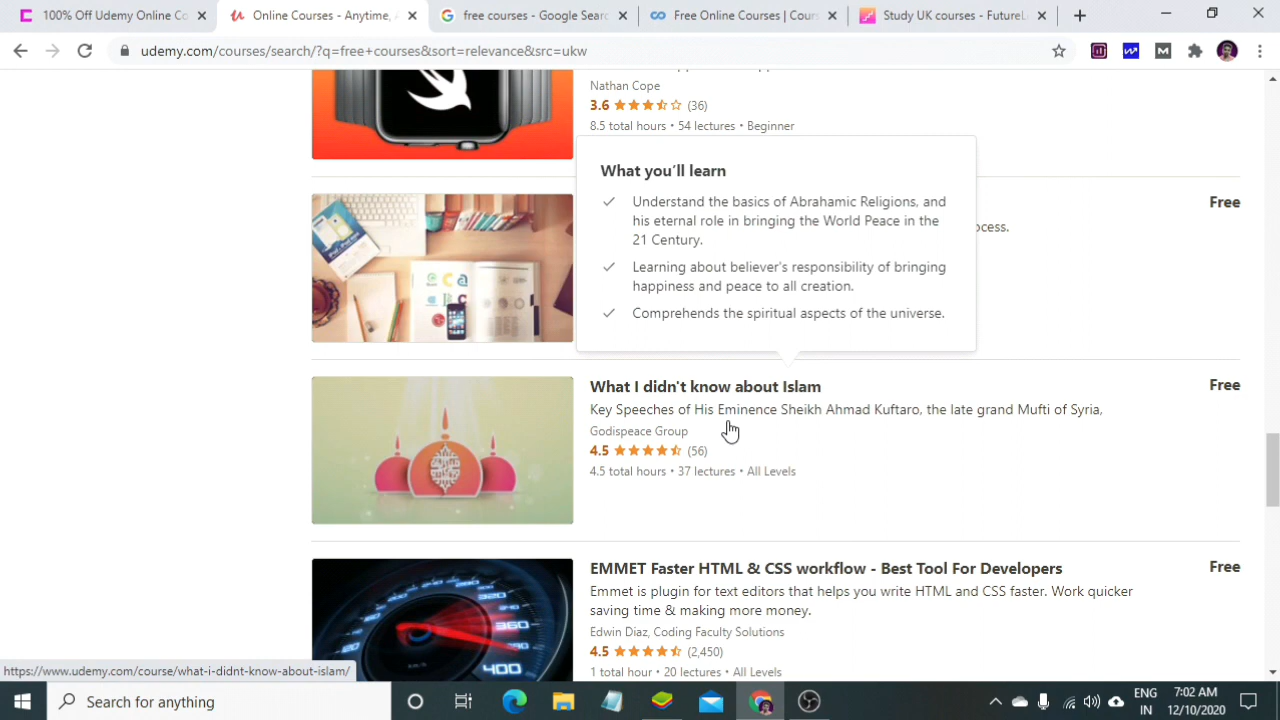 100% Off Udemy Online Co
Online Courses - Anytime, A
free courses - Google Searc
Free Online Courses | Cours
Study UK courses - FutureLe
udemy.com/courses/search/?q=free+courses&sort=relevance&src=ukw
Nathan Cope
3.6 (36)
8.5 total hours • 54 lectures • Beginner
What you'll learn
Understand the basics of Abrahamic Religions, and
his eternal role in bringing the World Peace in the
21 Century.
Learning about believer's responsibility of bringing
happiness and peace to all creation.
Comprehends the spiritual aspects of the universe.
Free
ocess.
What I didn't know about Islam
Free
Key Speeches of His Eminence Sheikh Ahmad Kuftaro, the late grand Mufti of Syria,
Godispeace Group
4.5 (56)
4.5 total hours • 37 lectures • All Levels
EMMET Faster HTML & CSS workflow - Best Tool For Developers
Free
Emmet is plugin for text editors that helps you write HTML and CSS faster. Work quicker
saving time & making more money.
Edwin Diaz, Coding Faculty Solutions
4.5 (2,450)
1 total hour • 20 lectures • All Levels
320
360
400
https://www.udemy.com/course/what-i-didnt-know-about-islam/
Search for anything
ENG
IN
7:02 AM
12/10/2020